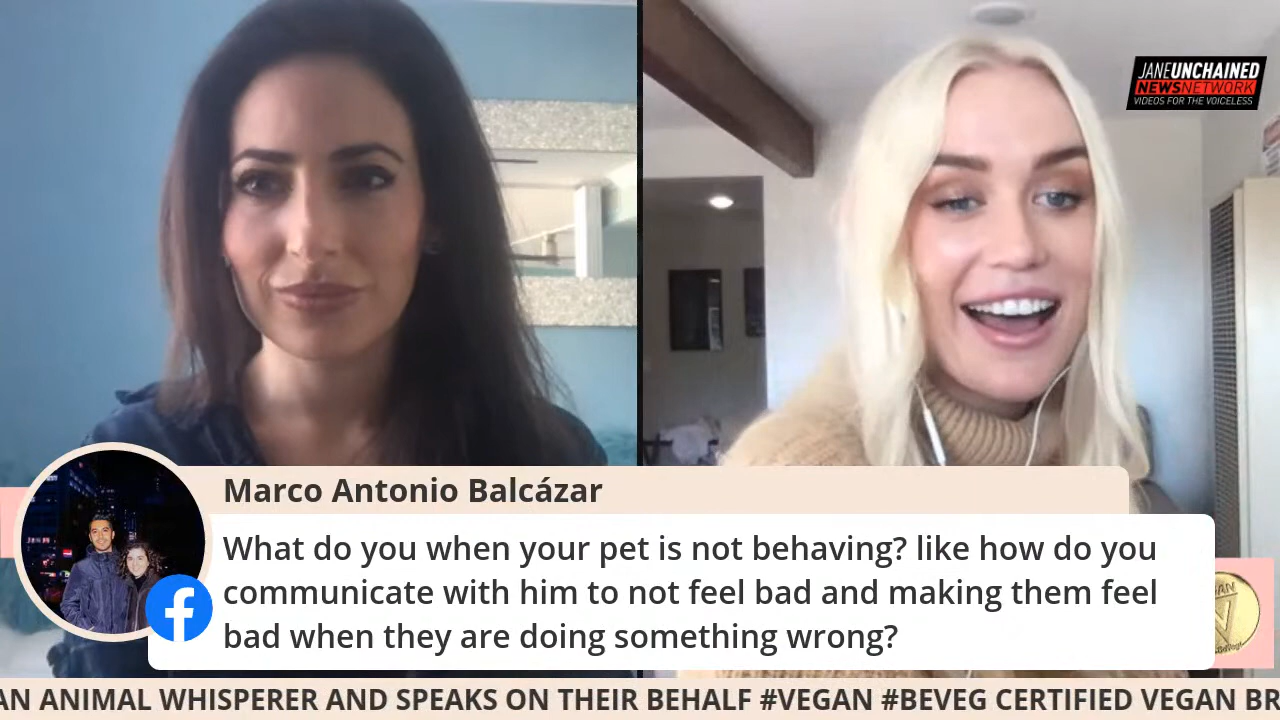 JANEUNCHAINED
NEWSNETWORK
VIDEOS FOR THE VOICELESS
Marco Antonio Balcázar
What do you when your pet is not behaving? like how do you
communicate with him to not feel bad and making them feel
bad when they are doing something wrong?
AN ANIMAL WHISPERER AND SPEAKS ON THEIR BEHALF #VEGAN #BEVEG CERTIFIED VEGAN BR